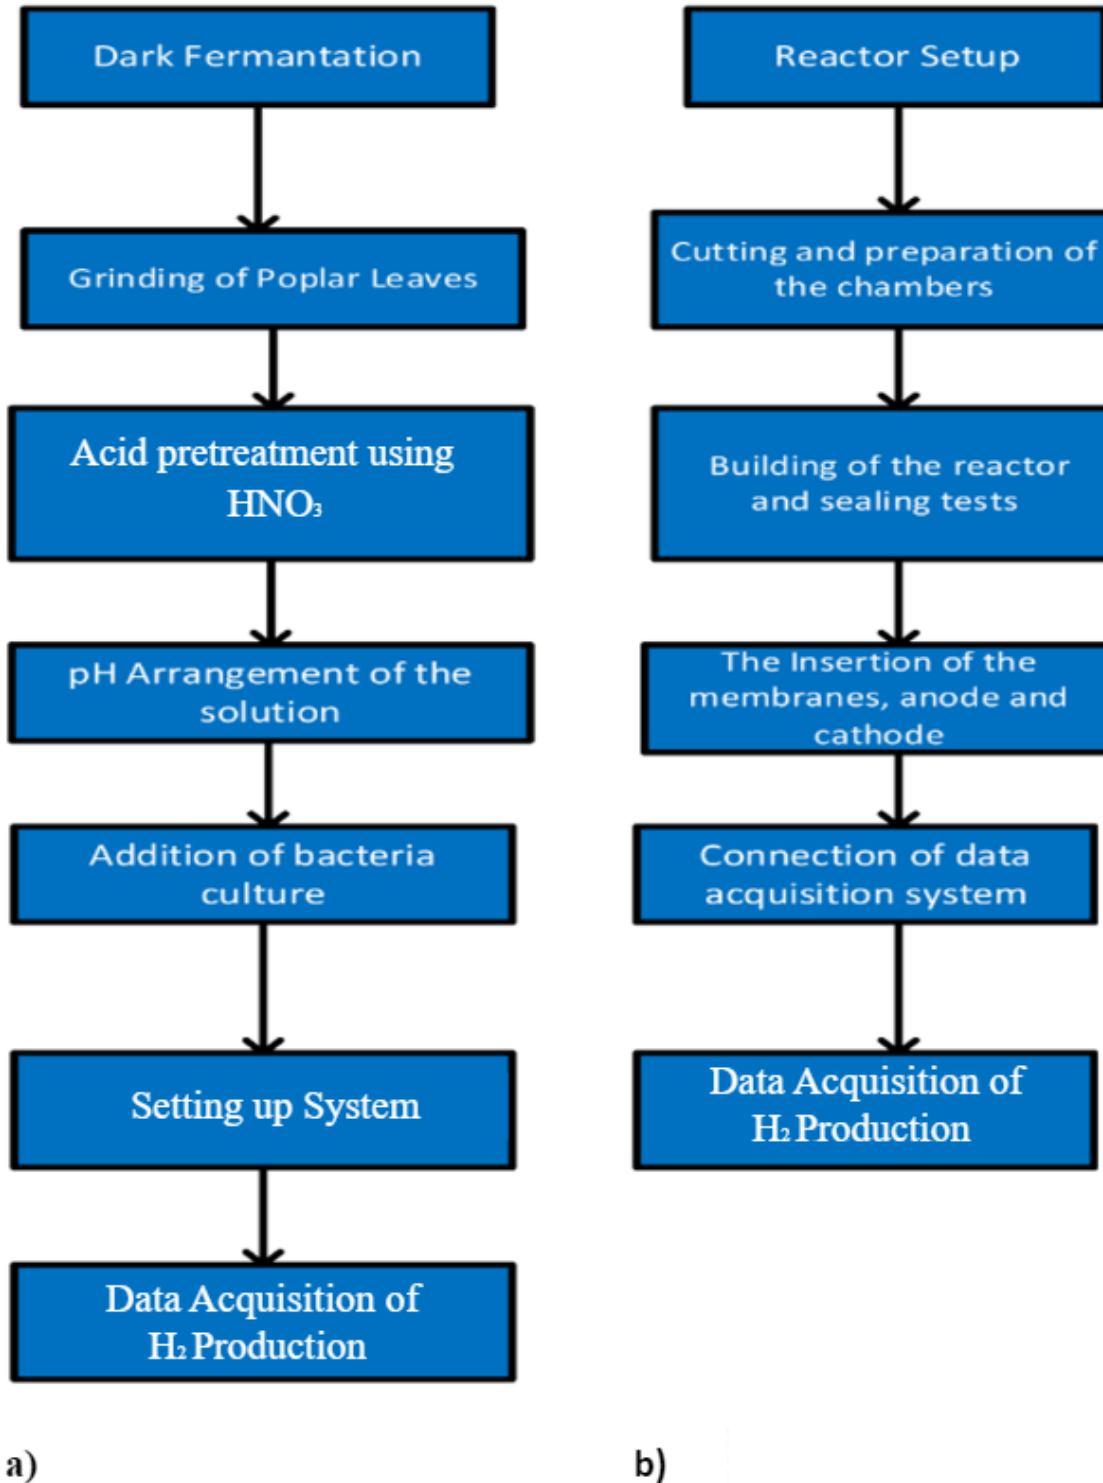 Dark Fermantation
Grinding of Poplar Leaves
Acid pretreatment using
HNO₃
pH Arrangement of the
solution
Addition of bacteria
culture
Setting up System
Data Acquisition of
H₂ Production
a)
Reactor Setup
Cutting and preparation of
the chambers
Building of the reactor
and sealing tests
The Insertion of the
membranes, anode and
cathode
Connection of data
acquisition system
Data Acquisition of
H₂ Production
b)